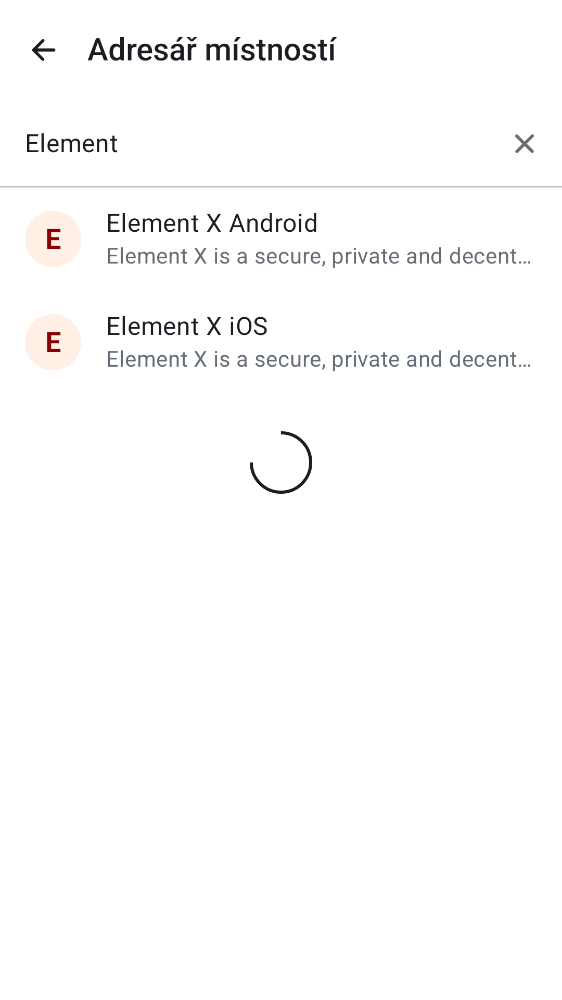 Adresář místností
Element
E
Element X Android
Element X is a secure, private and decent…
E
Element X iOS
Element X is a secure, private and decent…